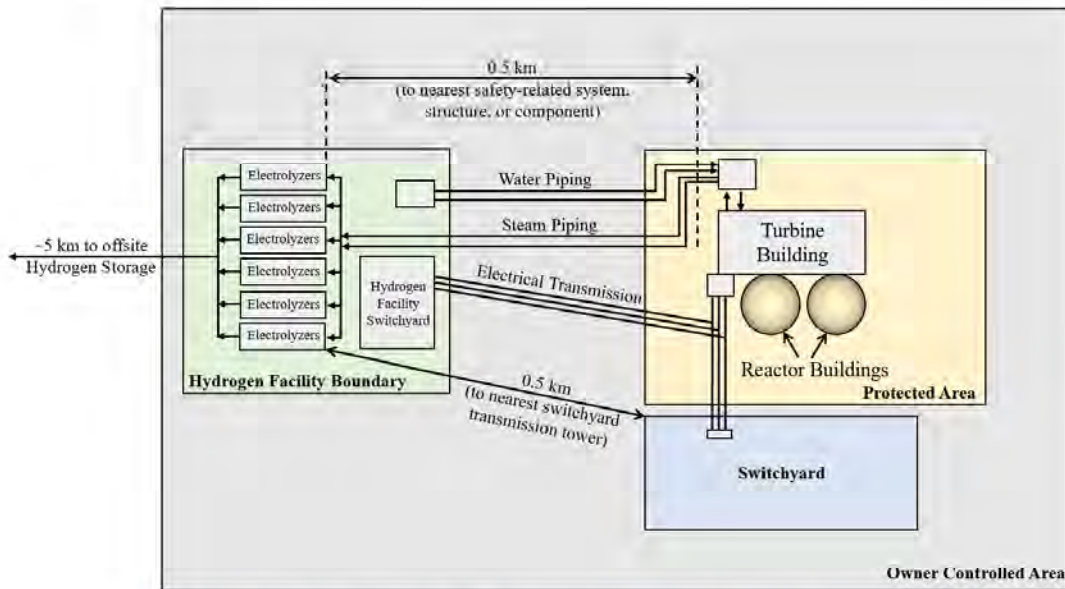 0.5 km
(to nearest safety-related system,
structure, or component)
Electrolyzers
Electrolyzers
Electrolyzers
Electrolyzers
Electrolyzers
Electrolyzers
Water Piping
Steam Piping
~5 km to offsite
Hydrogen Storage
Hydrogen
Facility
Switchyard
Electrical Transmission
Turbine
Building
Reactor Buildings
Hydrogen Facility Boundary
Protected Area
0.5 km
(to nearest switchyard
transmission tower)
Switchyard
Owner Controlled Area